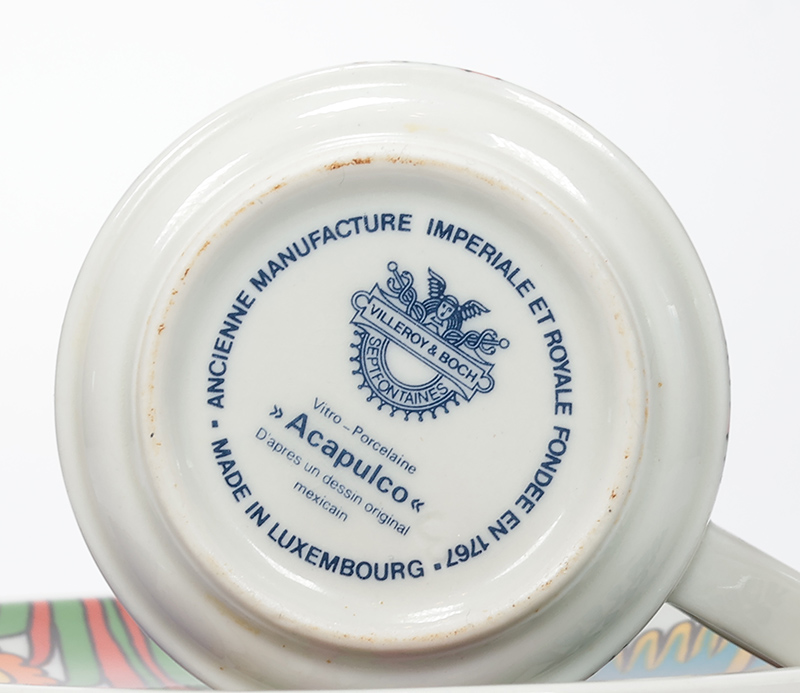 ANCIENNE MANUFACTURE IMPERIALE ET ROYALE FONDEE EN 1767 ▪ MADE IN LUXEMBOURG ▪
VILLEROY & BOCH
SEPTFONTAINES
Vitro – Porcelaine
»Acapulco«
D'apres un dessin original
mexicain